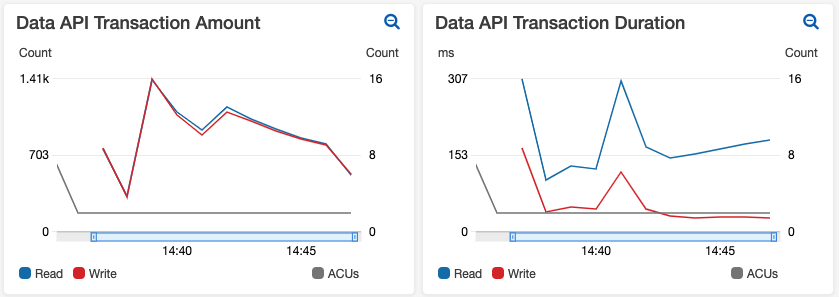 Data API Transaction Amount
Count
Count
1.41k
16
703
8
0
0
14:40
14:45
Read
Write
ACUs
Data API Transaction Duration
ms
Count
307
16
153
8
0
0
14:40
14:45
Read
Write
ACUs